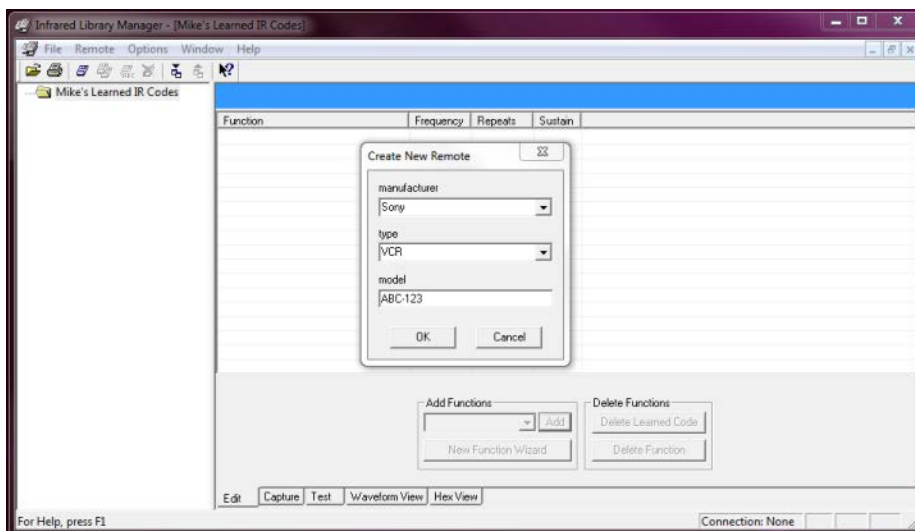 Infrared Library Manager - [Mike's Learned IR Codes]
File Remote Options Window Help
Mike's Learned IR Codes
Function Frequency Repeats Sustain
Create New Remote
manufacturer
Sony
type
VCR
model
ABC-123
OK Cancel
Add Functions
Add
New Function Wizard
Delete Functions
Delete Learned Code
Delete Function
Edit Capture Test Waveform View Hex View
For Help, press F1 Connection: None